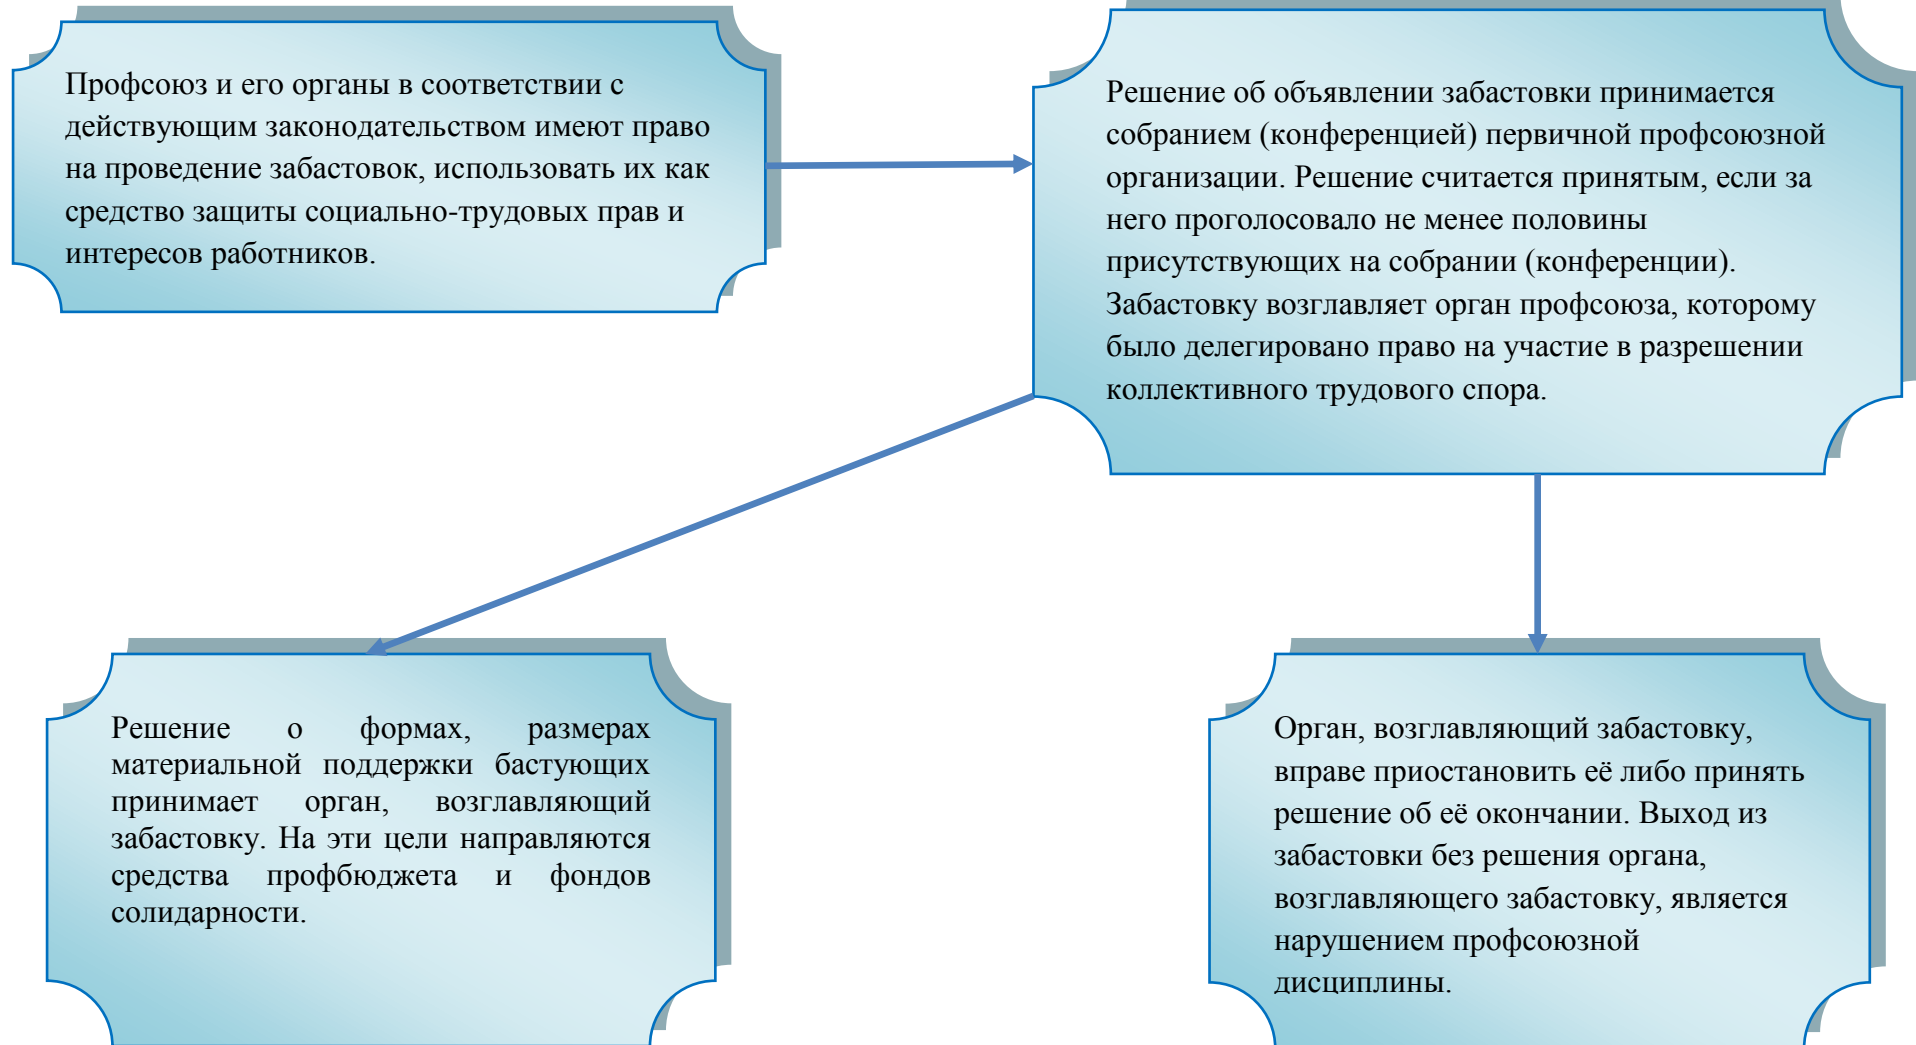 Профсоюз и его органы в соответствии с
действующим законодательством имеют право
на проведение забастовок, использовать их как
средство защиты социально-трудовых прав и
интересов работников.
Решение об объявлении забастовки принимается
собранием (конференцией) первичной профсоюзной
организации. Решение считается принятым, если за
него проголосовало не менее половины
присутствующих на собрании (конференции).
Забастовку возглавляет орган профсоюза, которому
было делегировано право на участие в разрешении
коллективного трудового спора.
Решение о формах, размерах
материальной поддержки бастующих
принимает орган, возглавляющий
забастовку. На эти цели направляются
средства профбюджета и фондов
солидарности.
Орган, возглавляющий забастовку,
вправе приостановить её либо принять
решение об её окончании. Выход из
забастовки без решения органа,
возглавляющего забастовку, является
нарушением профсоюзной
дисциплины.